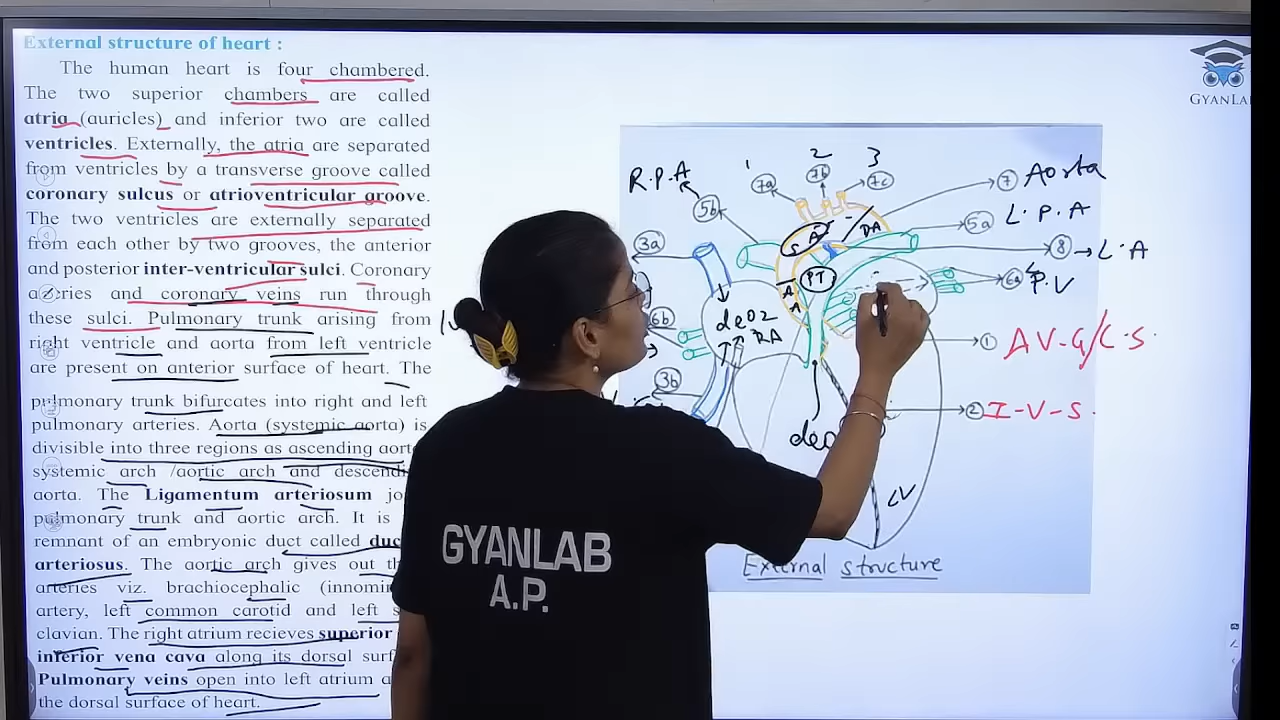 External structure of heart :
The human heart is four chambered.
The two superior chambers are called
atria (auricles) and inferior two are called
ventricles. Externally, the atria are separated
from ventricles by a transverse groove called
coronary sulcus or atrioventricular groove.
The two ventricles are externally separated
from each other by two grooves, the anterior
and posterior inter-ventricular sulci. Coronary
and coronary veins run through
these sulci. Pulmonary trunk arising from
right ventricle and aorta from left ventricle
are present on anterior surface of heart. The
pulmonary trunk bifurcates into right and left
pulmonary arteries. Aorta (systemic aorta) is
divisible into three regions as ascending
systemic arch /aortic arch and
aorta. The Ligamentum arteriosum
pulmonary trunk and aortic arch. It is
remnant of an embryonic duct called
arteriosus. The aortic arch gives out
arteries viz. brachiocephalic
artery, left common carotid and left
clavian. The right atrium recieves superior
inferior vena cava along its dorsal
Pulmonary veins open into left atrium
the dorsal surface of heart.
GYANLAB
A.P.
R.P.A
1 2 3
7a 7b 7c
5b
3a
6b
3b
7 Aorta
5a L.P.A
8 → L.A
6a P.V
1 AV-G/C.S.
2 I-V-S.
S A
DA
PT
A A
deO2
RA
LV
External structure